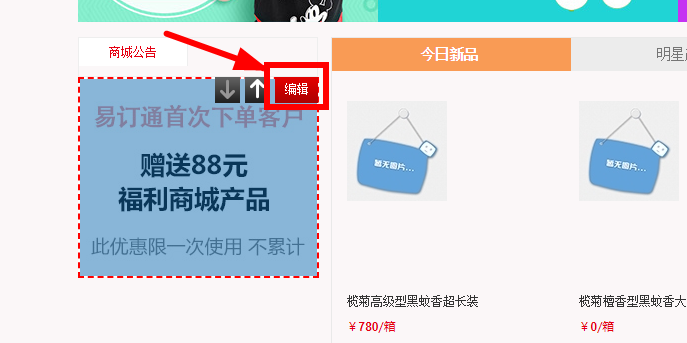 商城公告
今日新品
编辑
易订通首次下单客户
赠送88元
福利商城产品
此优惠限一次使用 不累计
暂无图片...
暂无图片...
榄菊高级型黑蚊香超长装
榄菊檀香型黑蚊香大
￥780/箱
￥0/箱